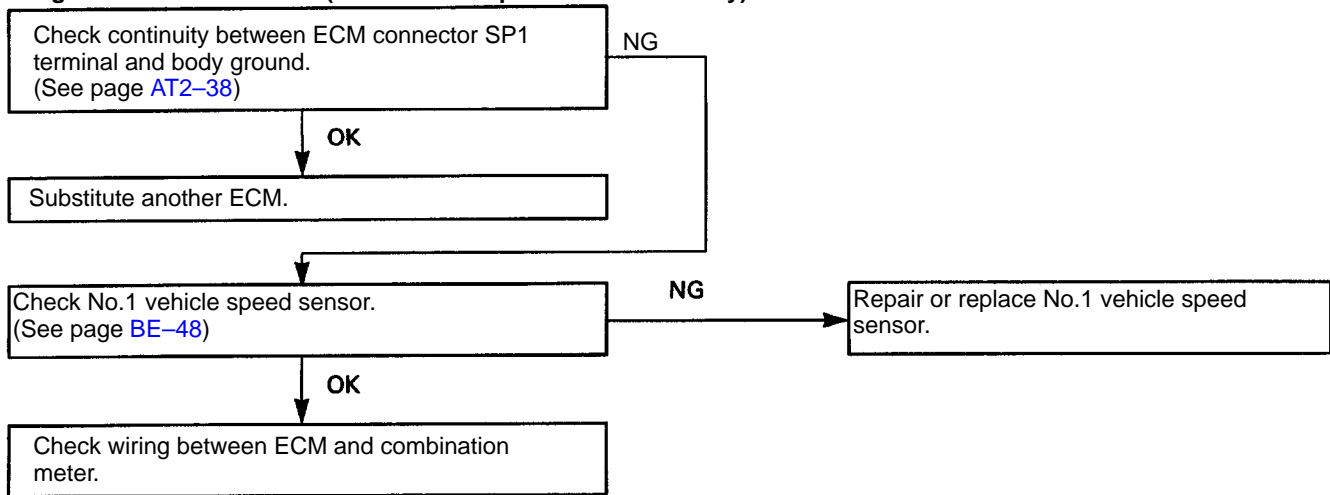 Check continuity between ECM connector SP1
terminal and body ground.
(See page AT2–38)
NG
OK
Substitute another ECM.
Check No.1 vehicle speed sensor.
(See page BE–48)
NG
Repair or replace No.1 vehicle speed
sensor.
OK
Check wiring between ECM and combination
meter.